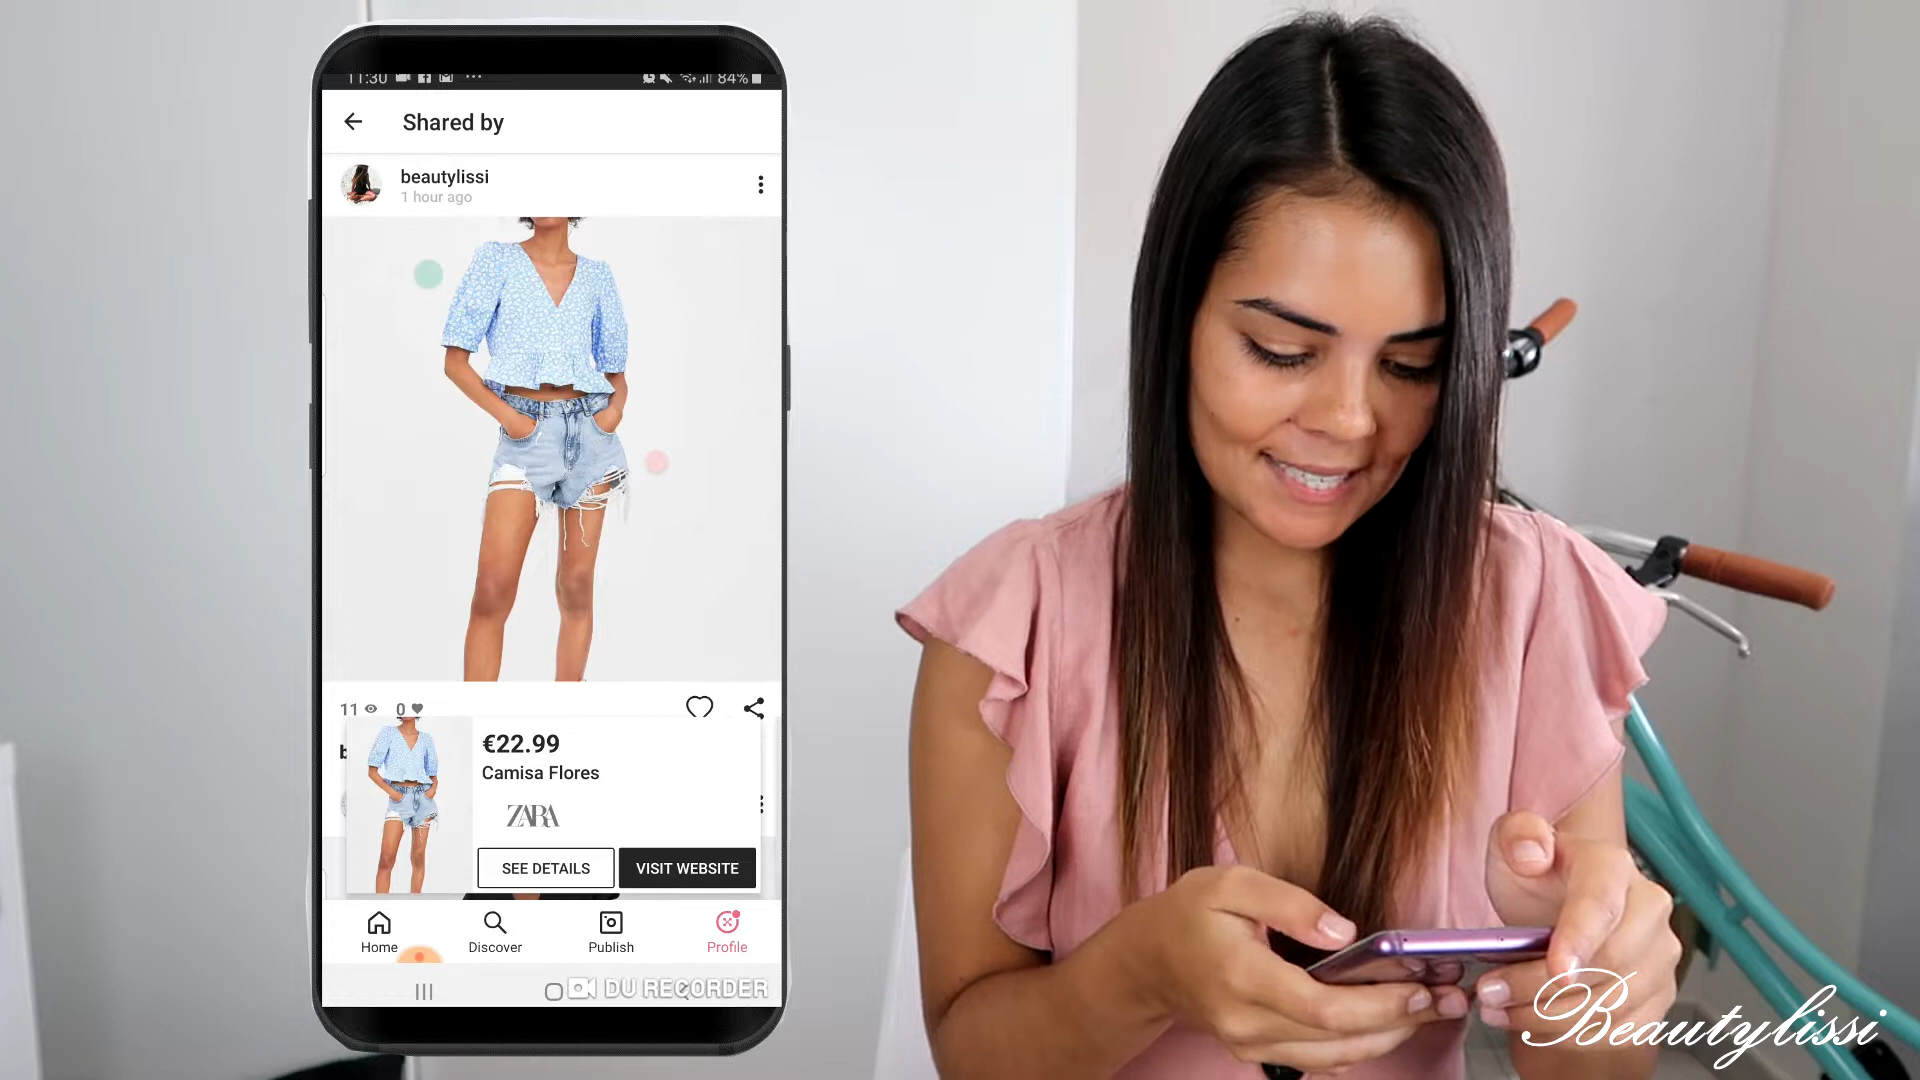 11:30 84%
Shared by
beautylissi
1 hour ago
11 0
b
€22.99
Camisa Flores
ZARA
SEE DETAILS VISIT WEBSITE
Home Discover Publish Profile
DU RECORDER
Beautylissi